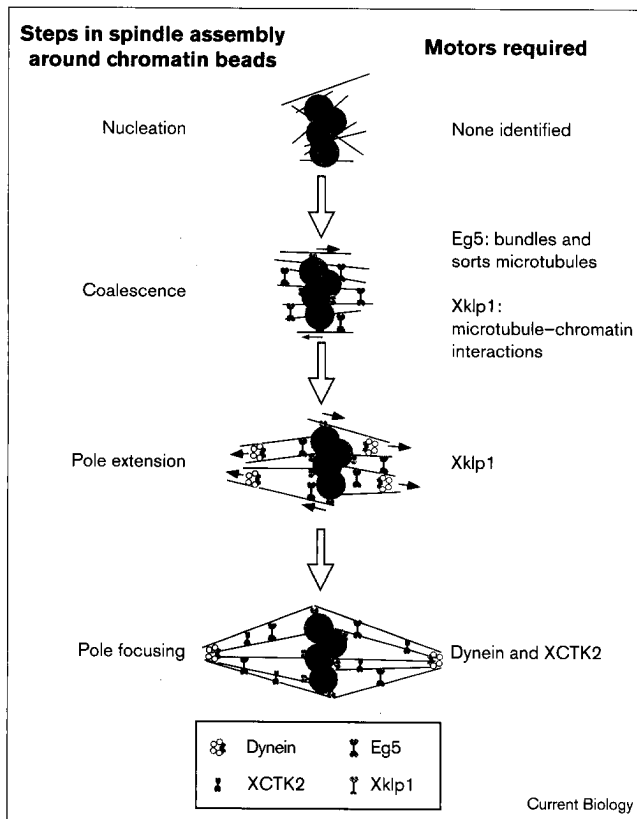 Steps in spindle assembly
around chromatin beads
Motors required
Nucleation
None identified
Coalescence
Eg5: bundles and
sorts microtubules
Xklp1:
microtubule–chromatin
interactions
Pole extension
Xklp1
Pole focusing
Dynein and XCTK2
Dynein
Eg5
XCTK2
Xklp1
Current Biology